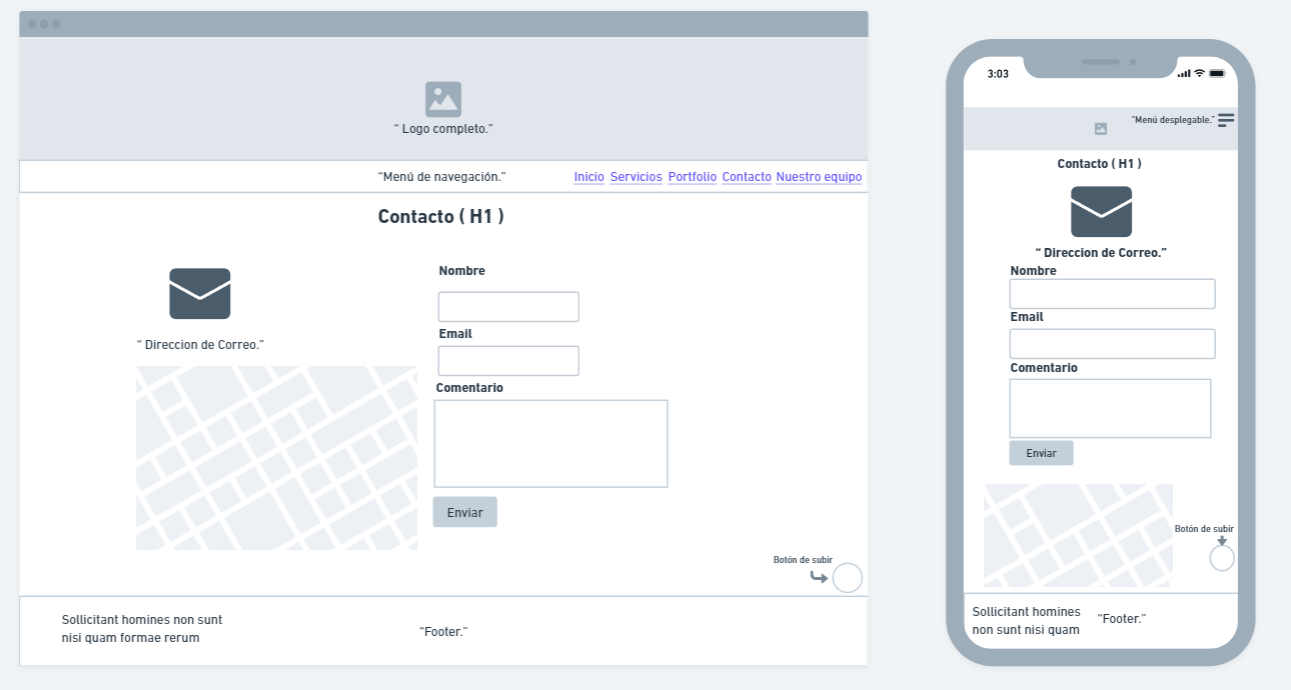 “ Logo completo.”
“Menú de navegación.”
Inicio Servicios Portfolio Contacto Nuestro equipo
Contacto ( H1 )
“ Direccion de Correo.”
Nombre
Email
Comentario
Enviar
Botón de subir
Sollicitant homines non sunt
nisi quam formae rerum
“Footer.”
3:03
“Menú desplegable.”
Contacto ( H1 )
“ Direccion de Correo.”
Nombre
Email
Comentario
Enviar
Botón de subir
Sollicitant homines
non sunt nisi quam
“Footer.”